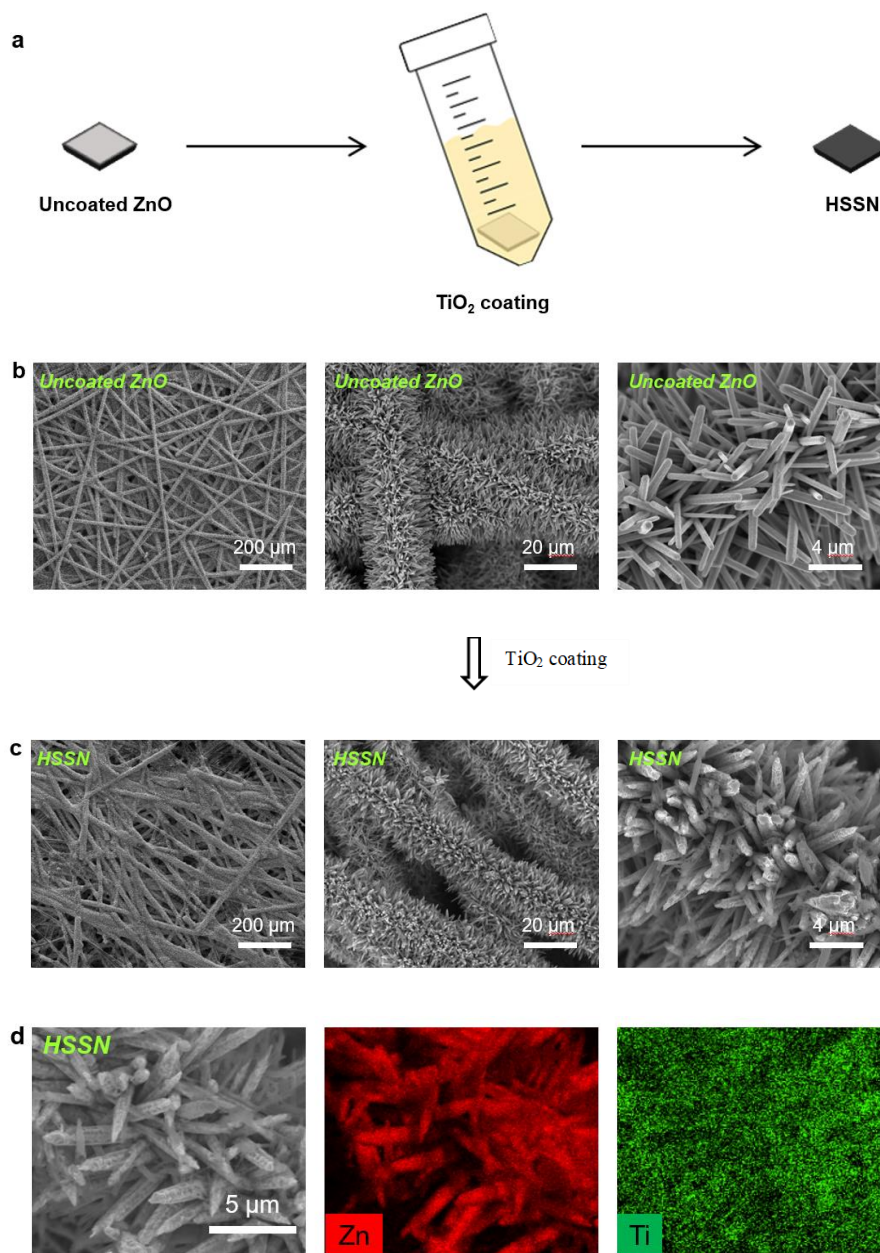 a
Uncoated ZnO
HSSN
TiO₂ coating
b
Uncoated ZnO
Uncoated ZnO
Uncoated ZnO
200 µm
20 µm
4 µm
TiO₂ coating
c
HSSN
HSSN
HSSN
200 µm
20 µm
4 µm
d
HSSN
5 µm
Zn
Ti